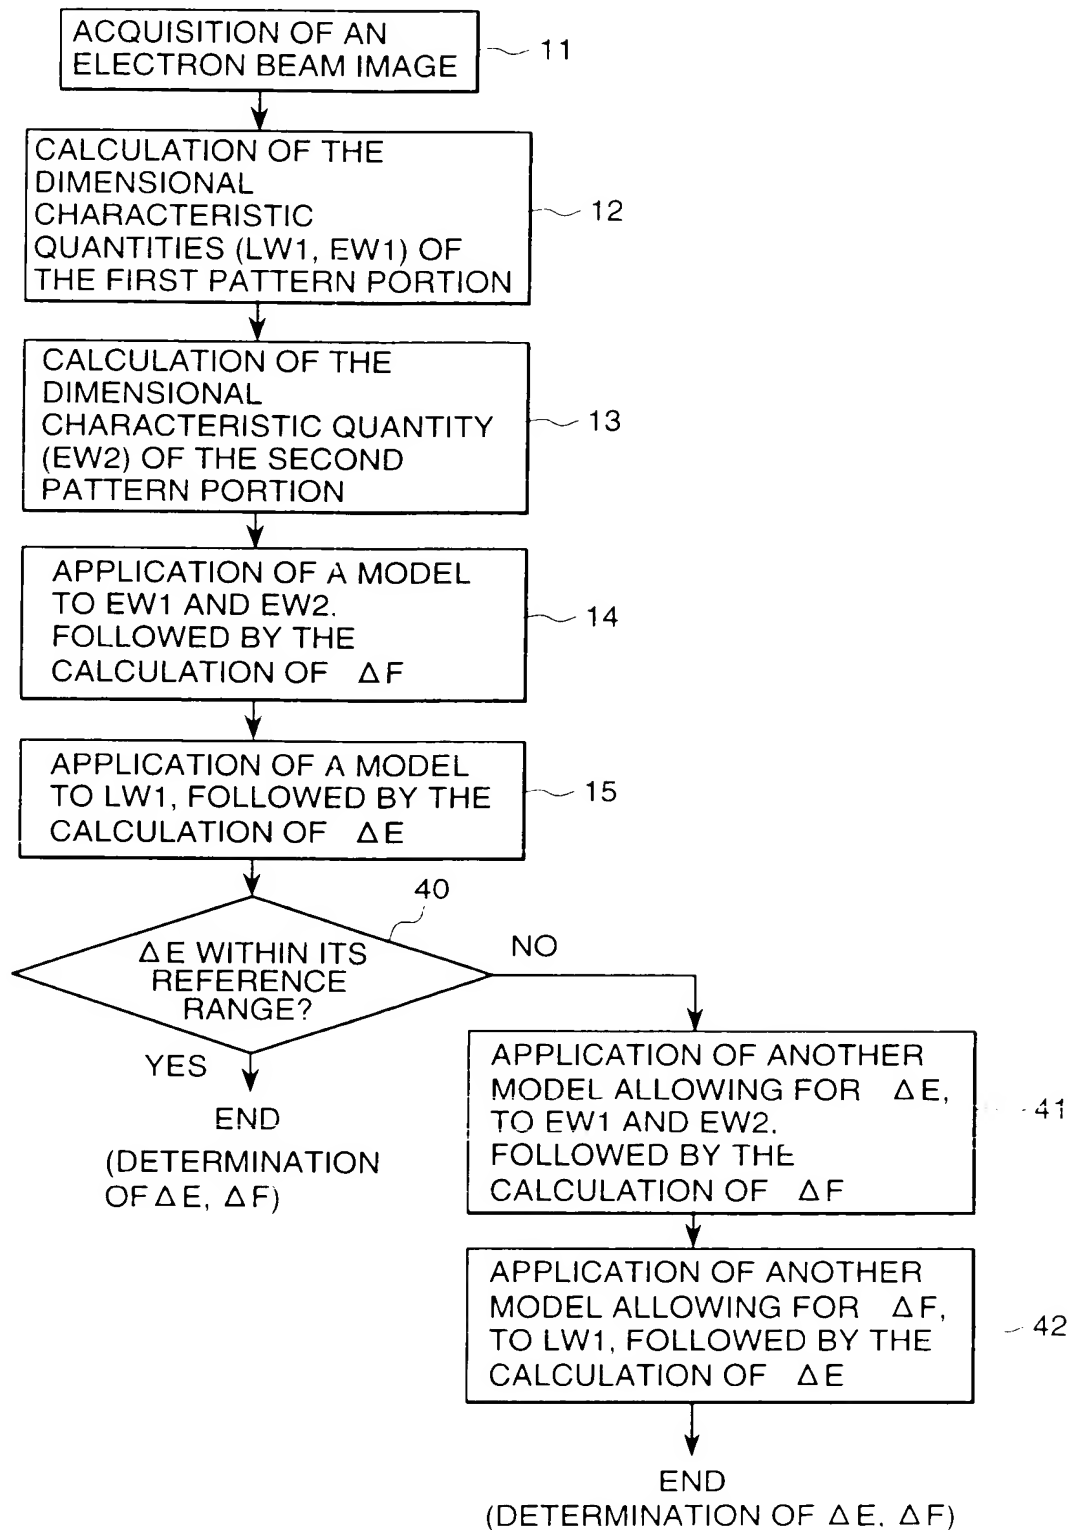 ACQUISITION OF AN
ELECTRON BEAM IMAGE
11
CALCULATION OF THE
DIMENSIONAL
CHARACTERISTIC
QUANTITIES (LW1, EW1) OF
THE FIRST PATTERN PORTION
12
CALCULATION OF THE
DIMENSIONAL
CHARACTERISTIC QUANTITY
(EW2) OF THE SECOND
PATTERN PORTION
13
APPLICATION OF A MODEL
TO EW1 AND EW2.
FOLLOWED BY THE
CALCULATION OF ΔF
14
APPLICATION OF A MODEL
TO LW1, FOLLOWED BY THE
CALCULATION OF ΔE
15
40
ΔE WITHIN ITS
REFERENCE
RANGE?
NO
YES
END
(DETERMINATION
OF ΔE, ΔF)
APPLICATION OF ANOTHER
MODEL ALLOWING FOR ΔE,
TO EW1 AND EW2.
FOLLOWED BY THE
CALCULATION OF ΔF
41
APPLICATION OF ANOTHER
MODEL ALLOWING FOR ΔF,
TO LW1, FOLLOWED BY THE
CALCULATION OF ΔE
42
END
(DETERMINATION OF ΔE, ΔF)